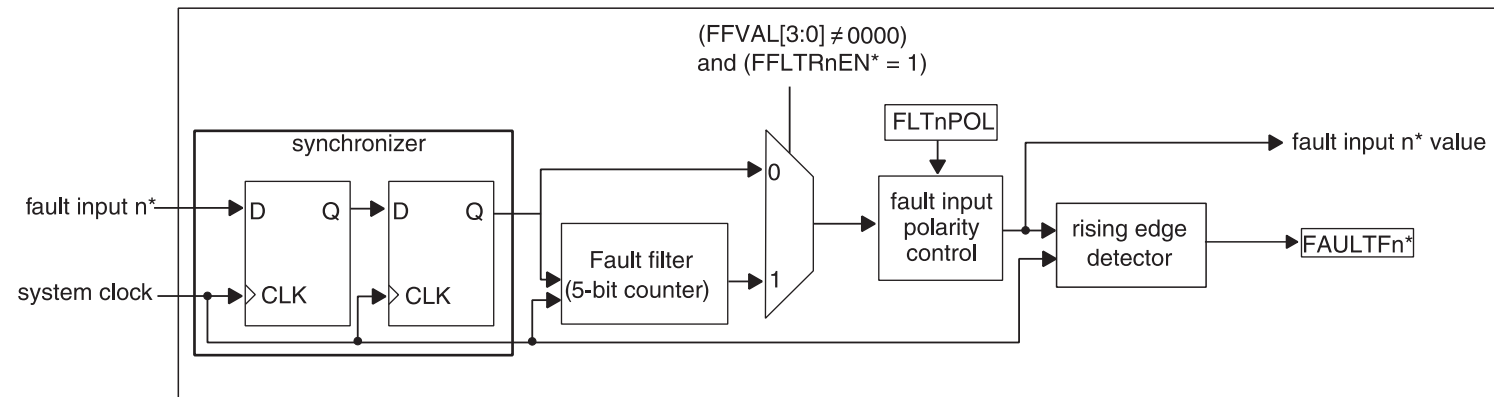 (FFVAL[3:0] ≠ 0000)
and (FFLTRnEN* = 1)
FLTnPOL
synchronizer
fault input n* value
0
D
Q
D
Q
fault input n*
fault input
polarity
control
rising edge
detector
FAULTFn*
Fault filter
(5-bit counter)
1
system clock
CLK
CLK